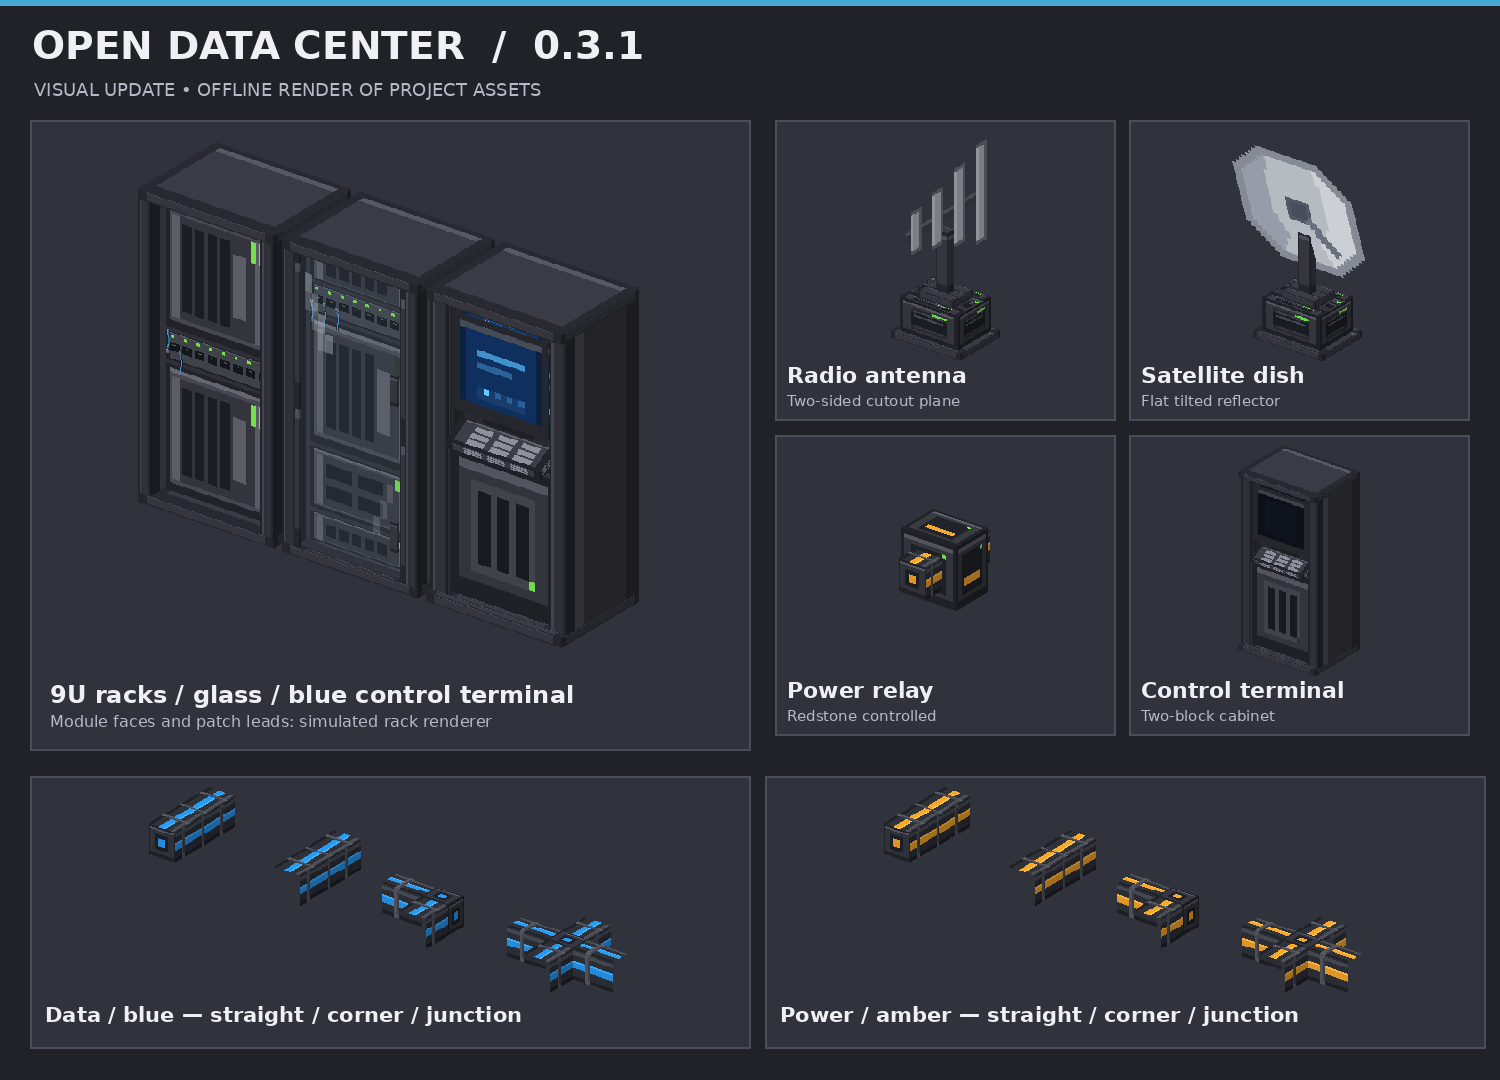 OPEN DATA CENTER / 0.3.1
VISUAL UPDATE • OFFLINE RENDER OF PROJECT ASSETS
9U racks / glass / blue control terminal
Module faces and patch leads: simulated rack renderer
Radio antenna
Two-sided cutout plane
Satellite dish
Flat tilted reflector
Power relay
Redstone controlled
Control terminal
Two-block cabinet
Data / blue — straight / corner / junction
Power / amber — straight / corner / junction